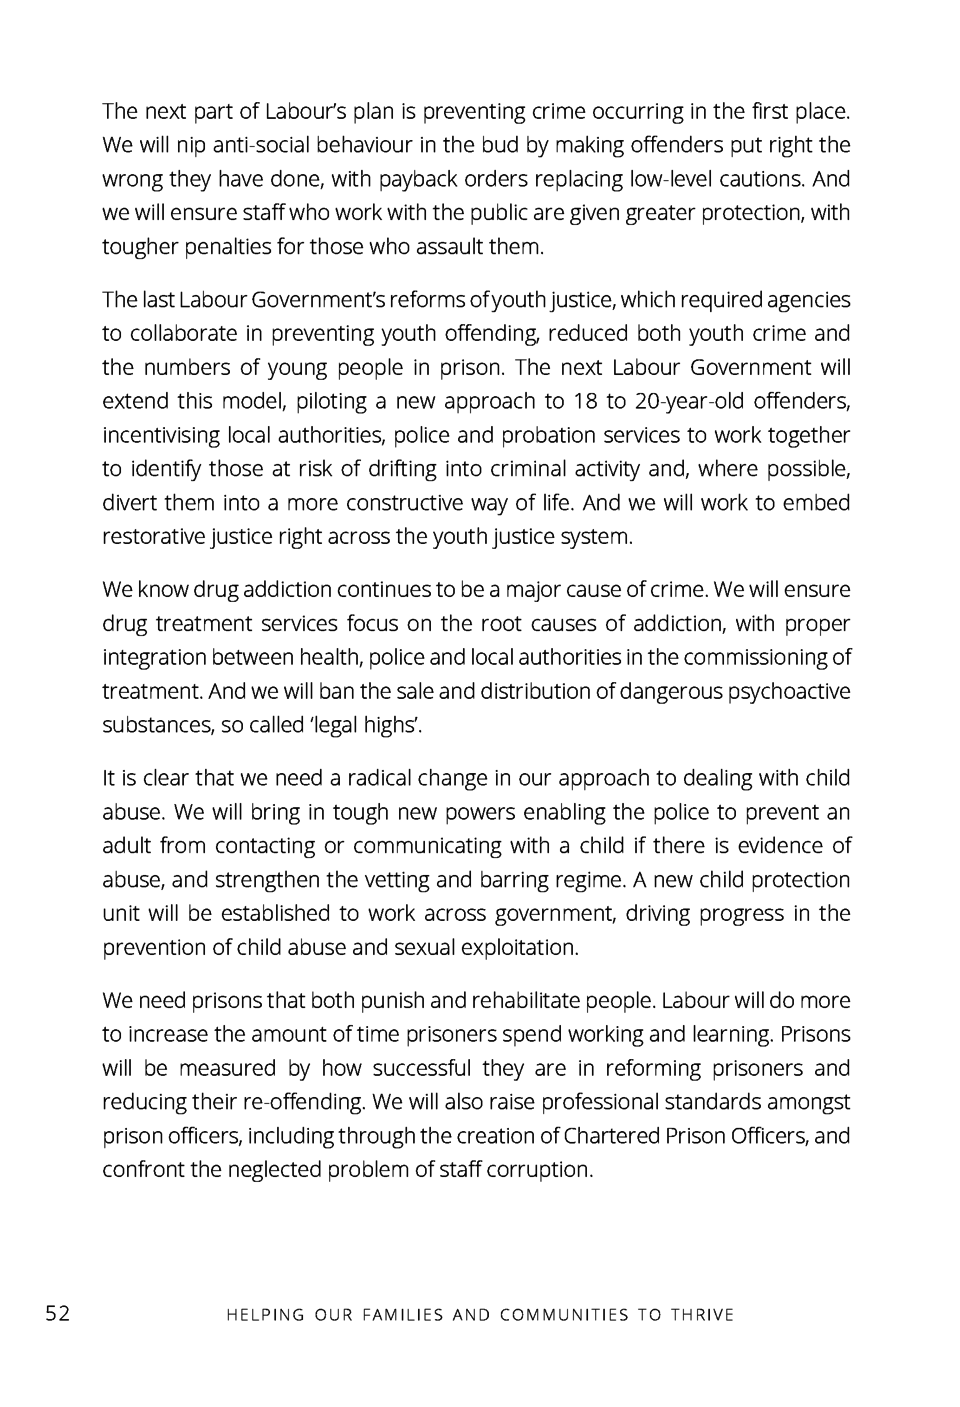 The next part of Labour’s plan is preventing crime occurring in the first place.
We will nip anti-social behaviour in the bud by making offenders put right the
wrong they have done, with payback orders replacing low-level cautions. And
we will ensure staff who work with the public are given greater protection, with
tougher penalties for those who assault them.
The last Labour Government’s reforms of youth justice, which required agencies
to collaborate in preventing youth offending, reduced both youth crime and
the numbers of young people in prison. The next Labour Government will
extend this model, piloting a new approach to 18 to 20-year-old offenders,
incentivising local authorities, police and probation services to work together
to identify those at risk of drifting into criminal activity and, where possible,
divert them into a more constructive way of life. And we will work to embed
restorative justice right across the youth justice system.
We know drug addiction continues to be a major cause of crime. We will ensure
drug treatment services focus on the root causes of addiction, with proper
integration between health, police and local authorities in the commissioning of
treatment. And we will ban the sale and distribution of dangerous psychoactive
substances, so called ‘legal highs’.
It is clear that we need a radical change in our approach to dealing with child
abuse. We will bring in tough new powers enabling the police to prevent an
adult from contacting or communicating with a child if there is evidence of
abuse, and strengthen the vetting and barring regime. A new child protection
unit will be established to work across government, driving progress in the
prevention of child abuse and sexual exploitation.
We need prisons that both punish and rehabilitate people. Labour will do more
to increase the amount of time prisoners spend working and learning. Prisons
will be measured by how successful they are in reforming prisoners and
reducing their re-offending. We will also raise professional standards amongst
prison officers, including through the creation of Chartered Prison Officers, and
confront the neglected problem of staff corruption.
52 HELPING OUR FAMILIES AND COMMUNITIES TO THRIVE